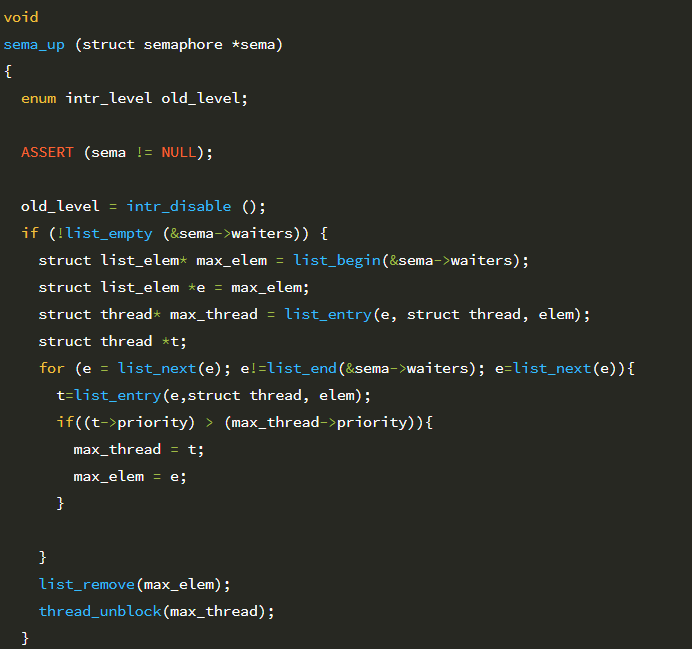 void
sema_up (struct semaphore *sema)
{
  enum intr_level old_level;

  ASSERT (sema != NULL);

  old_level = intr_disable ();
  if (!list_empty (&sema->waiters)) {
    struct list_elem* max_elem = list_begin(&sema->waiters);
    struct list_elem *e = max_elem;
    struct thread* max_thread = list_entry(e, struct thread, elem);
    struct thread *t;
    for (e = list_next(e); e!=list_end(&sema->waiters); e=list_next(e)){
      t=list_entry(e,struct thread, elem);
      if((t->priority) > (max_thread->priority)){
        max_thread = t;
        max_elem = e;
      }

    }
    list_remove(max_elem);
    thread_unblock(max_thread);
  }